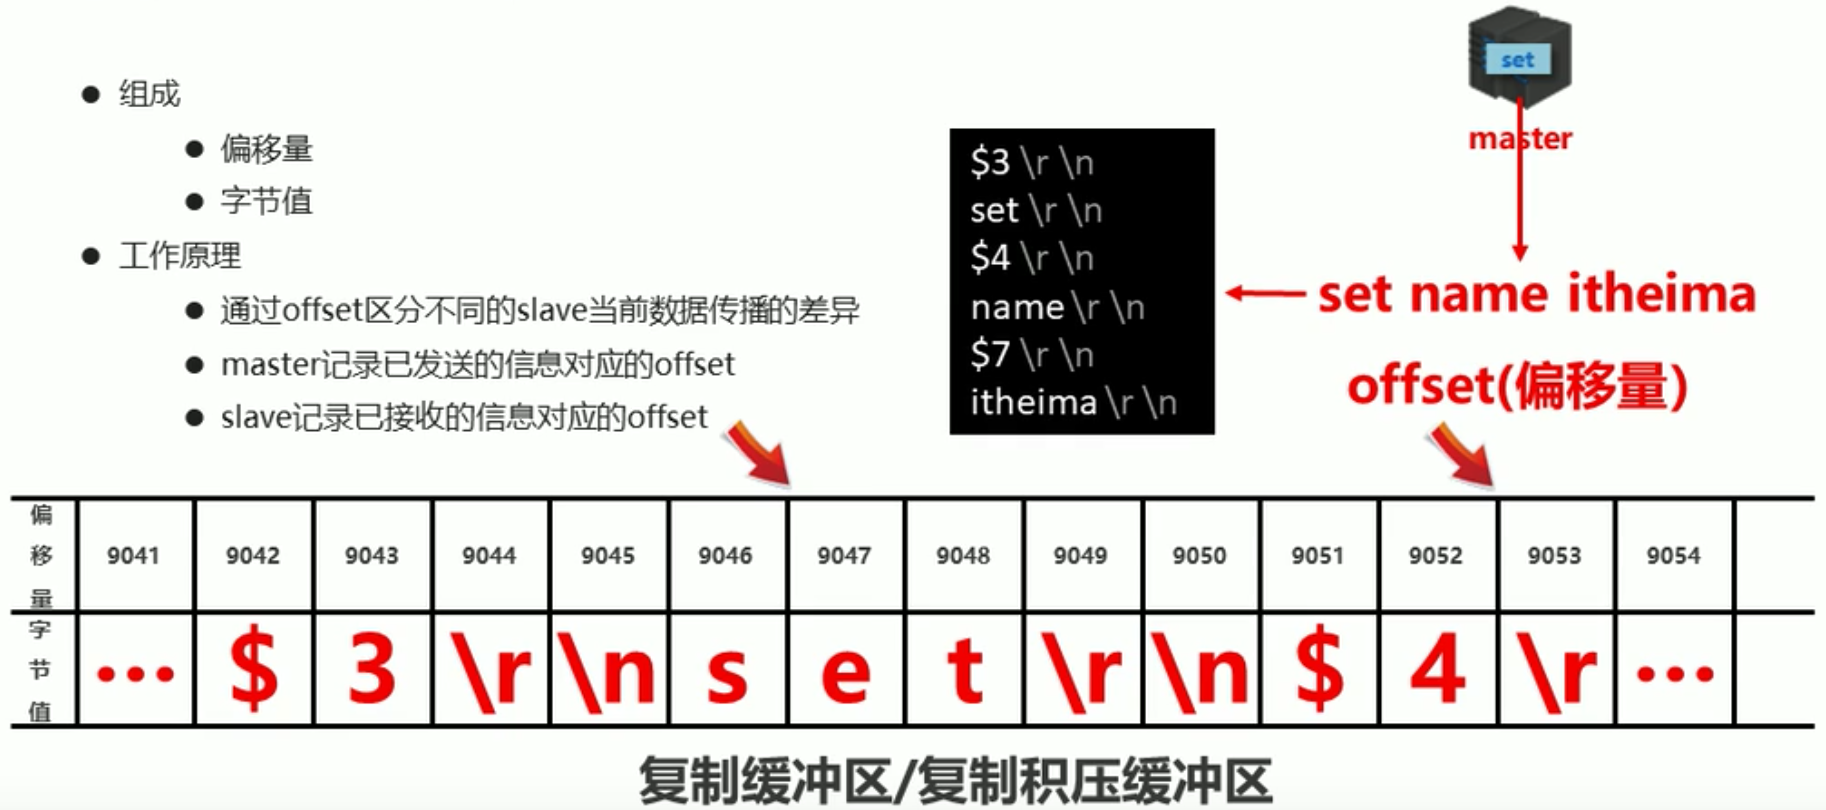 组成
偏移量
字节值
工作原理
通过offset区分不同的slave当前数据传播的差异
master记录已发送的信息对应的offset
slave记录已接收的信息对应的offset
set
master
$3 \r \n
set \r \n
$4 \r \n
name \r \n
$7 \r \n
itheima \r \n
set name itheima
offset(偏移量)
偏移量 9041 9042 9043 9044 9045 9046 9047 9048 9049 9050 9051 9052 9053 9054
字节值 ... $ 3 \r \n s e t \r \n $ 4 \r ...
复制缓冲区/复制积压缓冲区